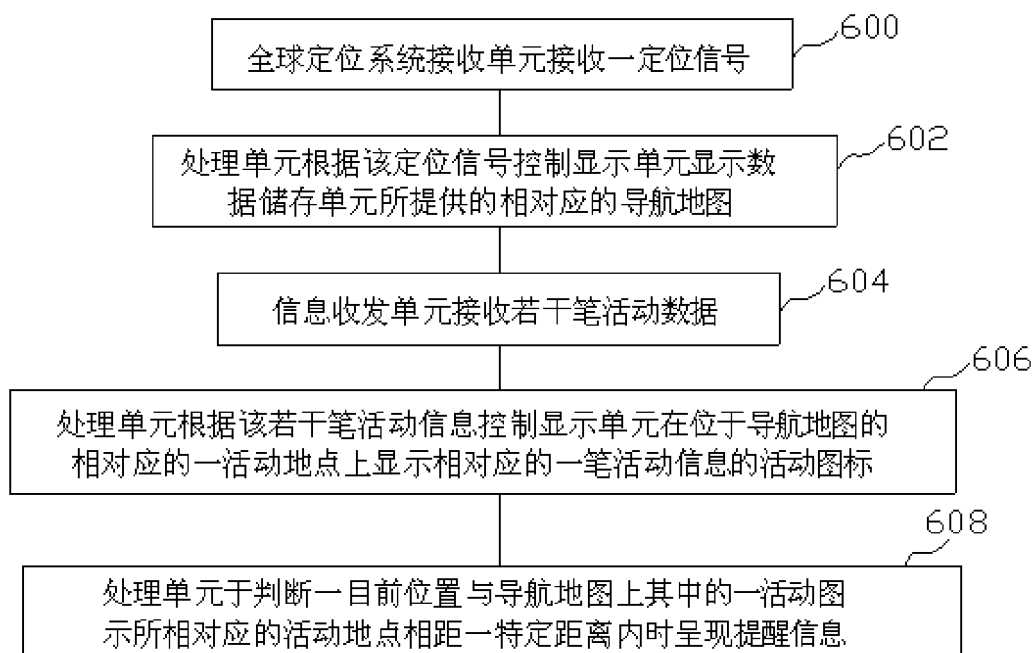 600
全球定位系统接收单元接收一定位信号
602
处理单元根据该定位信号控制显示单元显示数
据储存单元所提供的相对应的导航地图
604
信息收发单元接收若干笔活动数据
606
处理单元根据该若干笔活动信息控制显示单元在位于导航地图的
相对应的一活动地点上显示相对应的一笔活动信息的活动图标
608
处理单元于判断一目前位置与导航地图上其中的一活动图
示所相对应的活动地点相距一特定距离内时呈现提醒信息